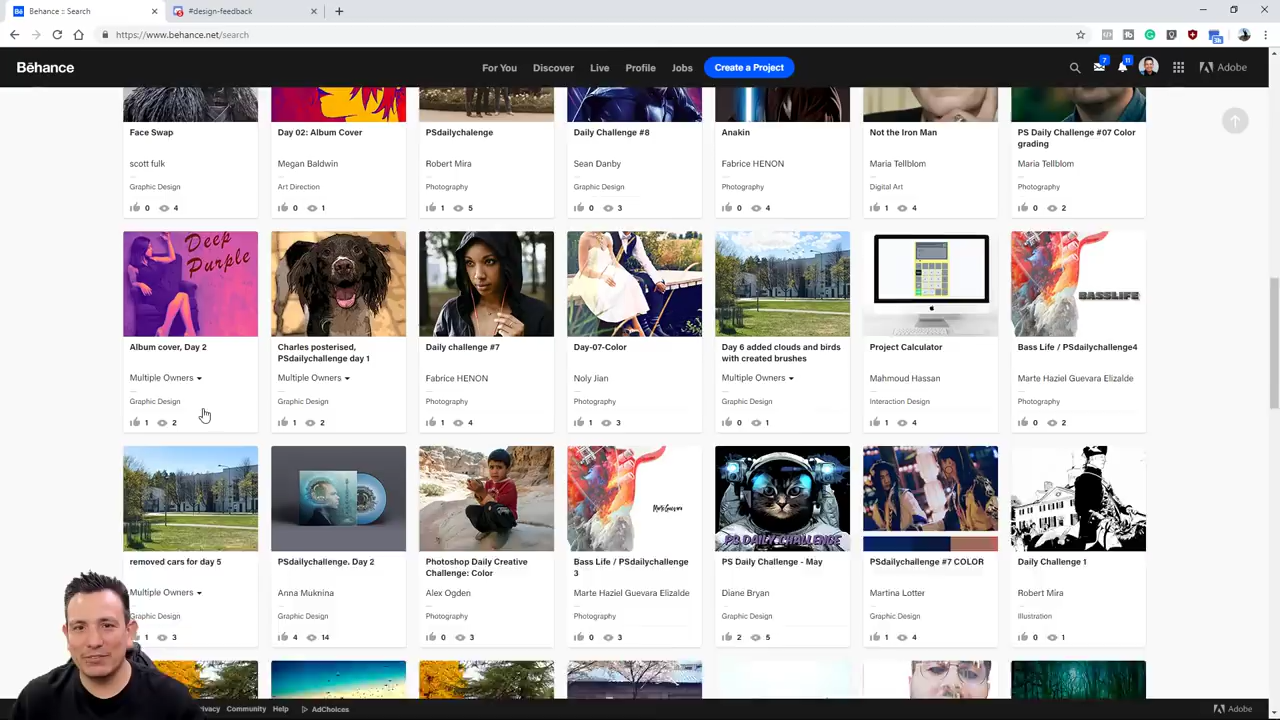 Behance :: Search
#design-feedback
https://www.behance.net/search
Bēhance
For You
Discover
Live
Profile
Jobs
Create a Project
7
11
Adobe
Face Swap
scott fulk
Graphic Design
0 4
Day 02: Album Cover
Megan Baldwin
Art Direction
0 1
PSdailychalenge
Robert Mira
Photography
1 5
Daily Challenge #8
Sean Danby
Graphic Design
0 3
Anakin
Fabrice HENON
Photography
0 4
Not the Iron Man
Maria Tellblom
Digital Art
1 4
PS Daily Challenge #07 Color
grading
Maria Tellblom
Photography
0 2
Deep
Purple
Album cover, Day 2
Multiple Owners
Graphic Design
1 2
Charles posterised,
PSdailychallenge day 1
Multiple Owners
Graphic Design
1 2
Daily challenge #7
Fabrice HENON
Photography
1 4
Day-07-Color
Noly Jian
Photography
1 3
Day 6 added clouds and birds
with created brushes
Multiple Owners
Graphic Design
0 1
Project Calculator
Mahmoud Hassan
Interaction Design
1 4
BASSLIFE
Bass Life / PSdailychallenge4
Marte Haziel Guevara Elizalde
Photography
0 2
removed cars for day 5
Multiple Owners
Graphic Design
1 3
PSdailychallenge. Day 2
Anna Muknina
Graphic Design
4 14
Photoshop Daily Creative
Challenge: Color
Alex Ogden
Photography
0 3
MarteGuevara
Bass Life / PSdailychallenge
3
Marte Haziel Guevara Elizalde
Photography
0 3
PS DAILY CHALLENGE
PS Daily Challenge - May
Diane Bryan
Graphic Design
2 5
PSdailychallenge #7 COLOR
Martina Lotter
Graphic Design
1 4
Daily Challenge 1
Robert Mira
Illustration
0 1
Community
Help
AdChoices
Adobe